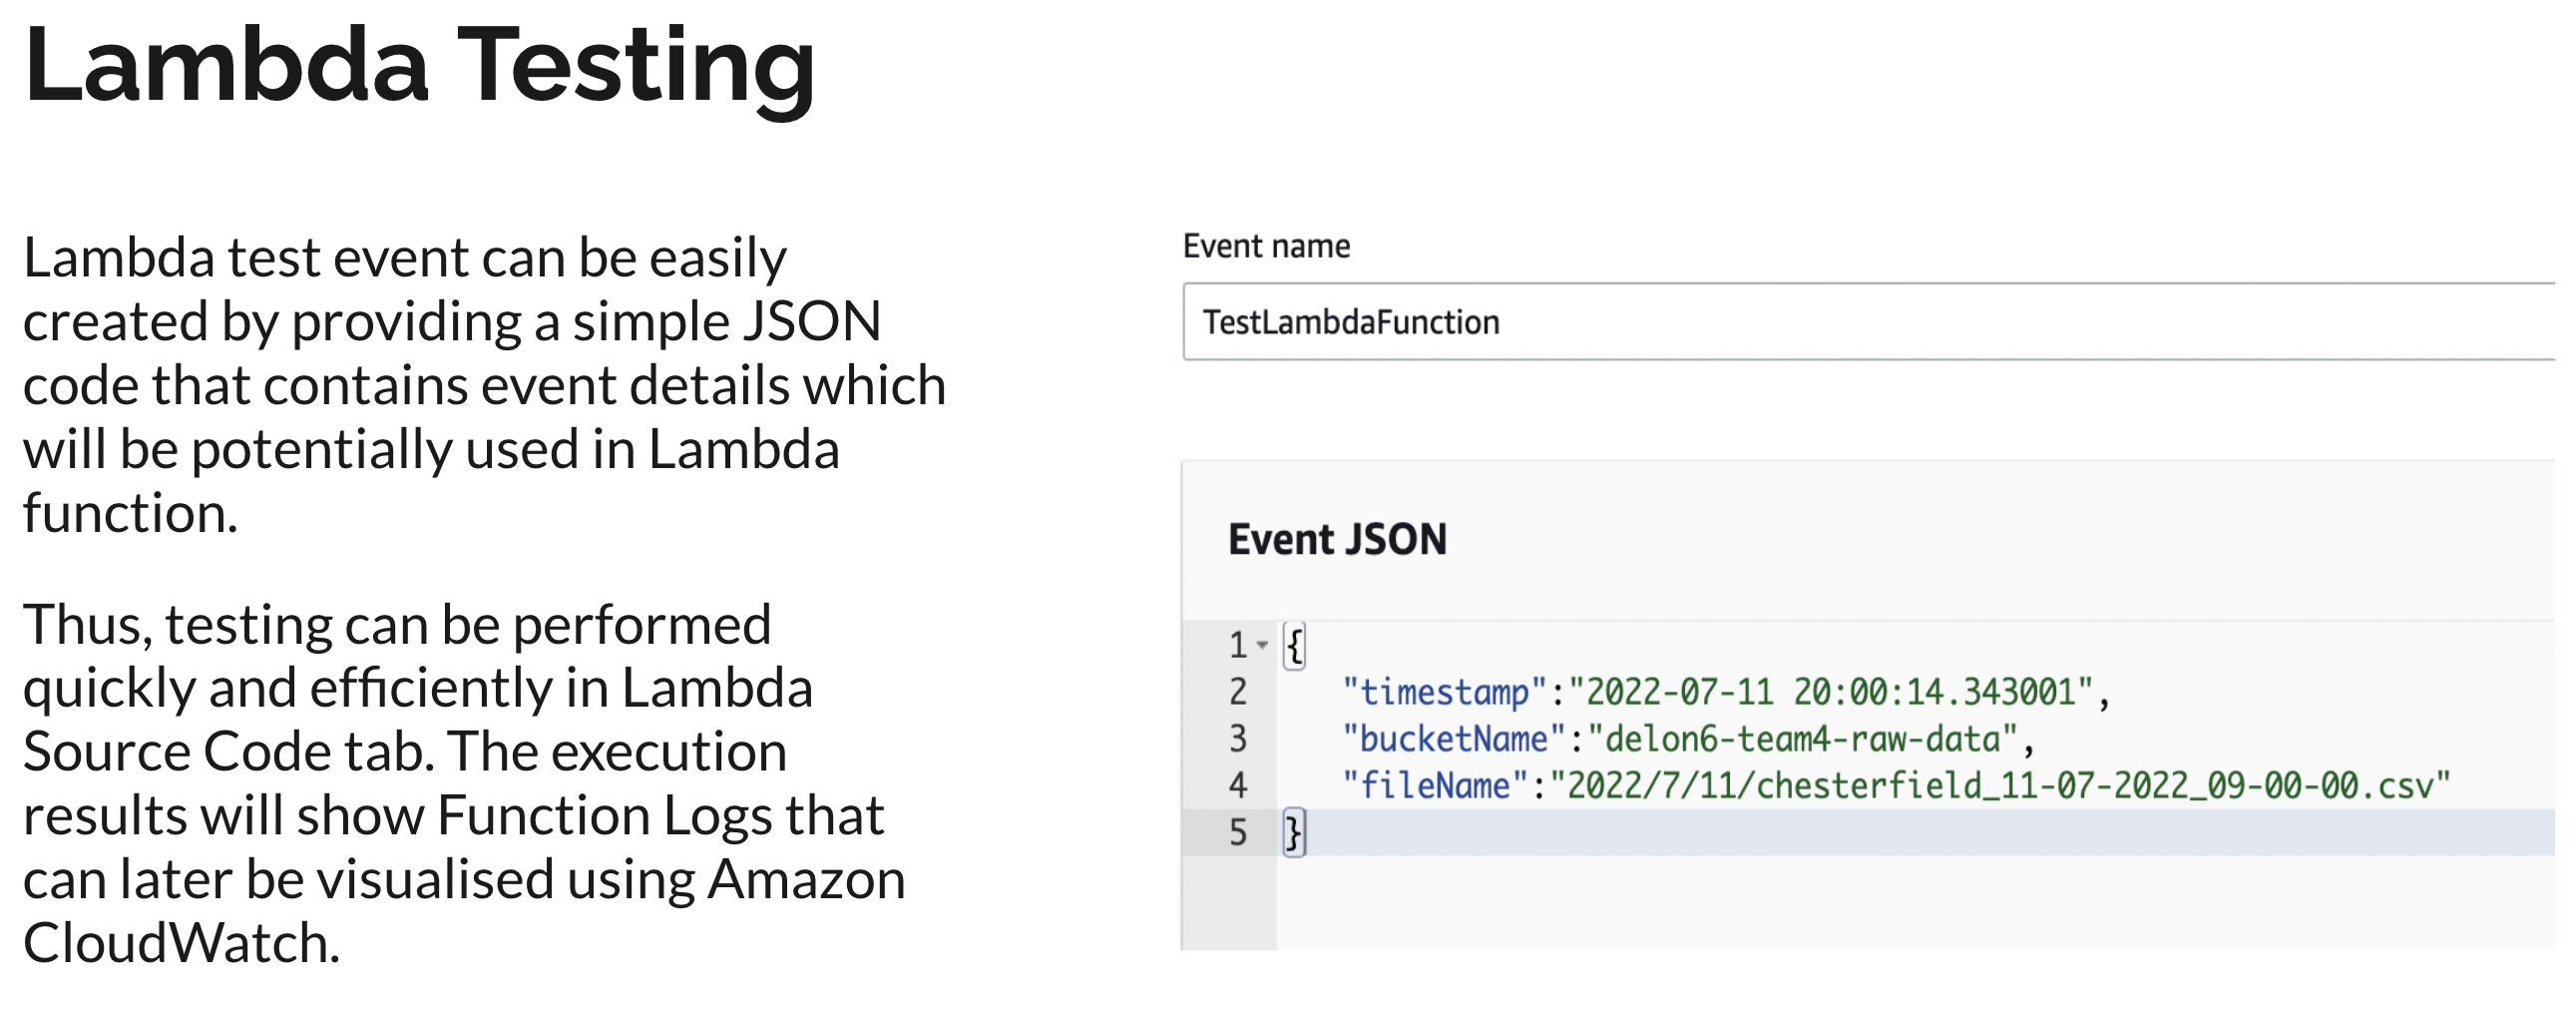 Lambda Testing
Lambda test event can be easily
created by providing a simple JSON
code that contains event details which
will be potentially used in Lambda
function.
Thus, testing can be performed
quickly and efficiently in Lambda
Source Code tab. The execution
results will show Function Logs that
can later be visualised using Amazon
CloudWatch.
Event name
TestLambdaFunction
Event JSON
1 {
2 "timestamp":"2022-07-11 20:00:14.343001",
3 "bucketName":"delon6-team4-raw-data",
4 "fileName":"2022/7/11/chesterfield_11-07-2022_09-00-00.csv"
5 }